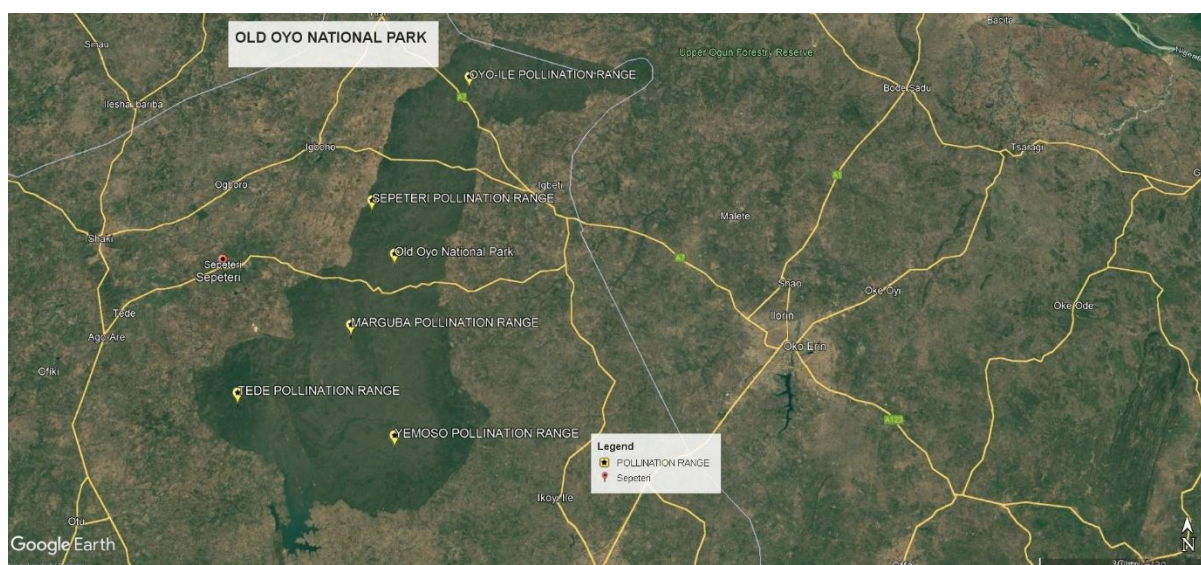 OLD OYO NATIONAL PARK
Sinau
Bacita
Upper Ogun Forestry Reserve
OYO-ILE POLLINATION RANGE
Bode Sadu
Ilesha-bariba
Igboho
Tsaragi
Ogboro
Igbeti
A1
SEPETERI POLLINATION RANGE
Malete
Shaki
Old Oyo National Park
Sepeteri
Sepeteri
Shao
Oke Oyi
Oke Ode
Tede
Ilorin
MARGUBA POLLINATION RANGE
Ago Are
Oko Erin
Ofiki
TEDE POLLINATION RANGE
A123
YEMOSO POLLINATION RANGE
Legend
POLLINATION RANGE
Sepeteri
Ikoyi Ile
Otu
Google Earth
N